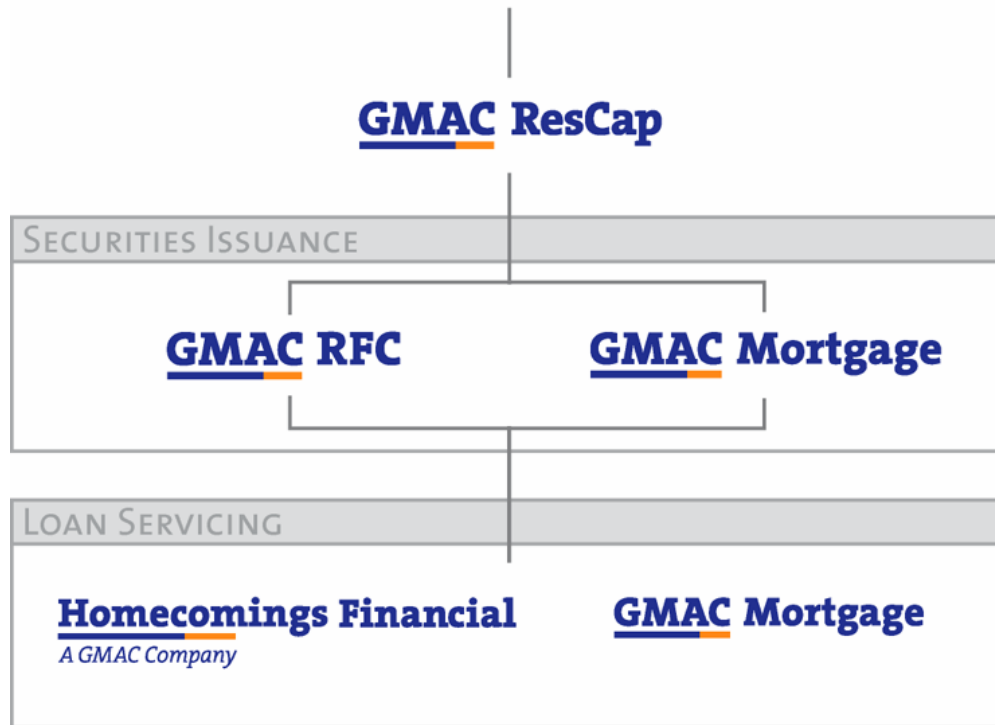 GMAC ResCap
SECURITIES ISSUANCE
GMAC RFC
GMAC Mortgage
LOAN SERVICING
Homecomings Financial
A GMAC Company
GMAC Mortgage